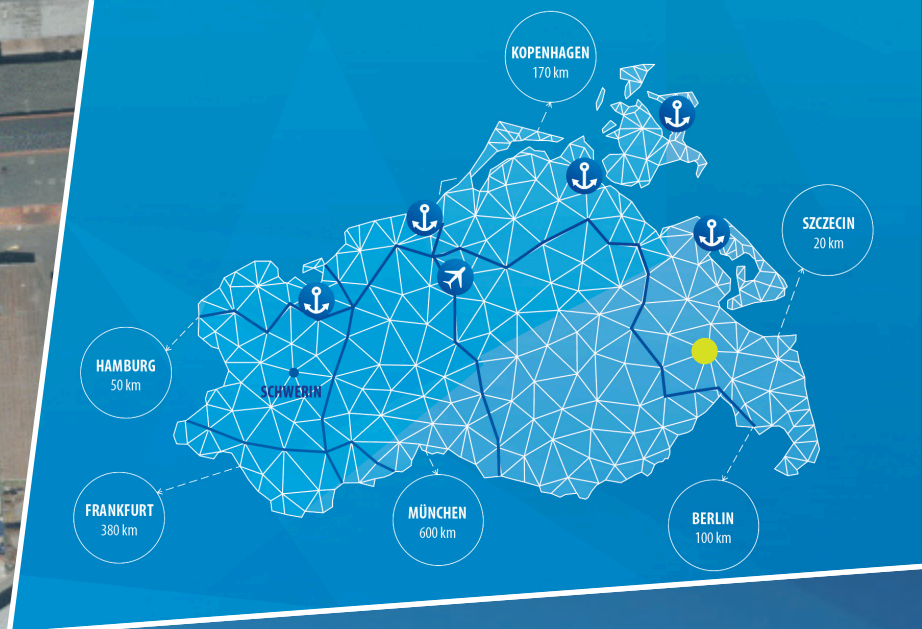 KOPENHAGEN
170 km
SZCZECIN
20 km
HAMBURG
50 km
SCHWERIN
FRANKFURT
380 km
MÜNCHEN
600 km
BERLIN
100 km